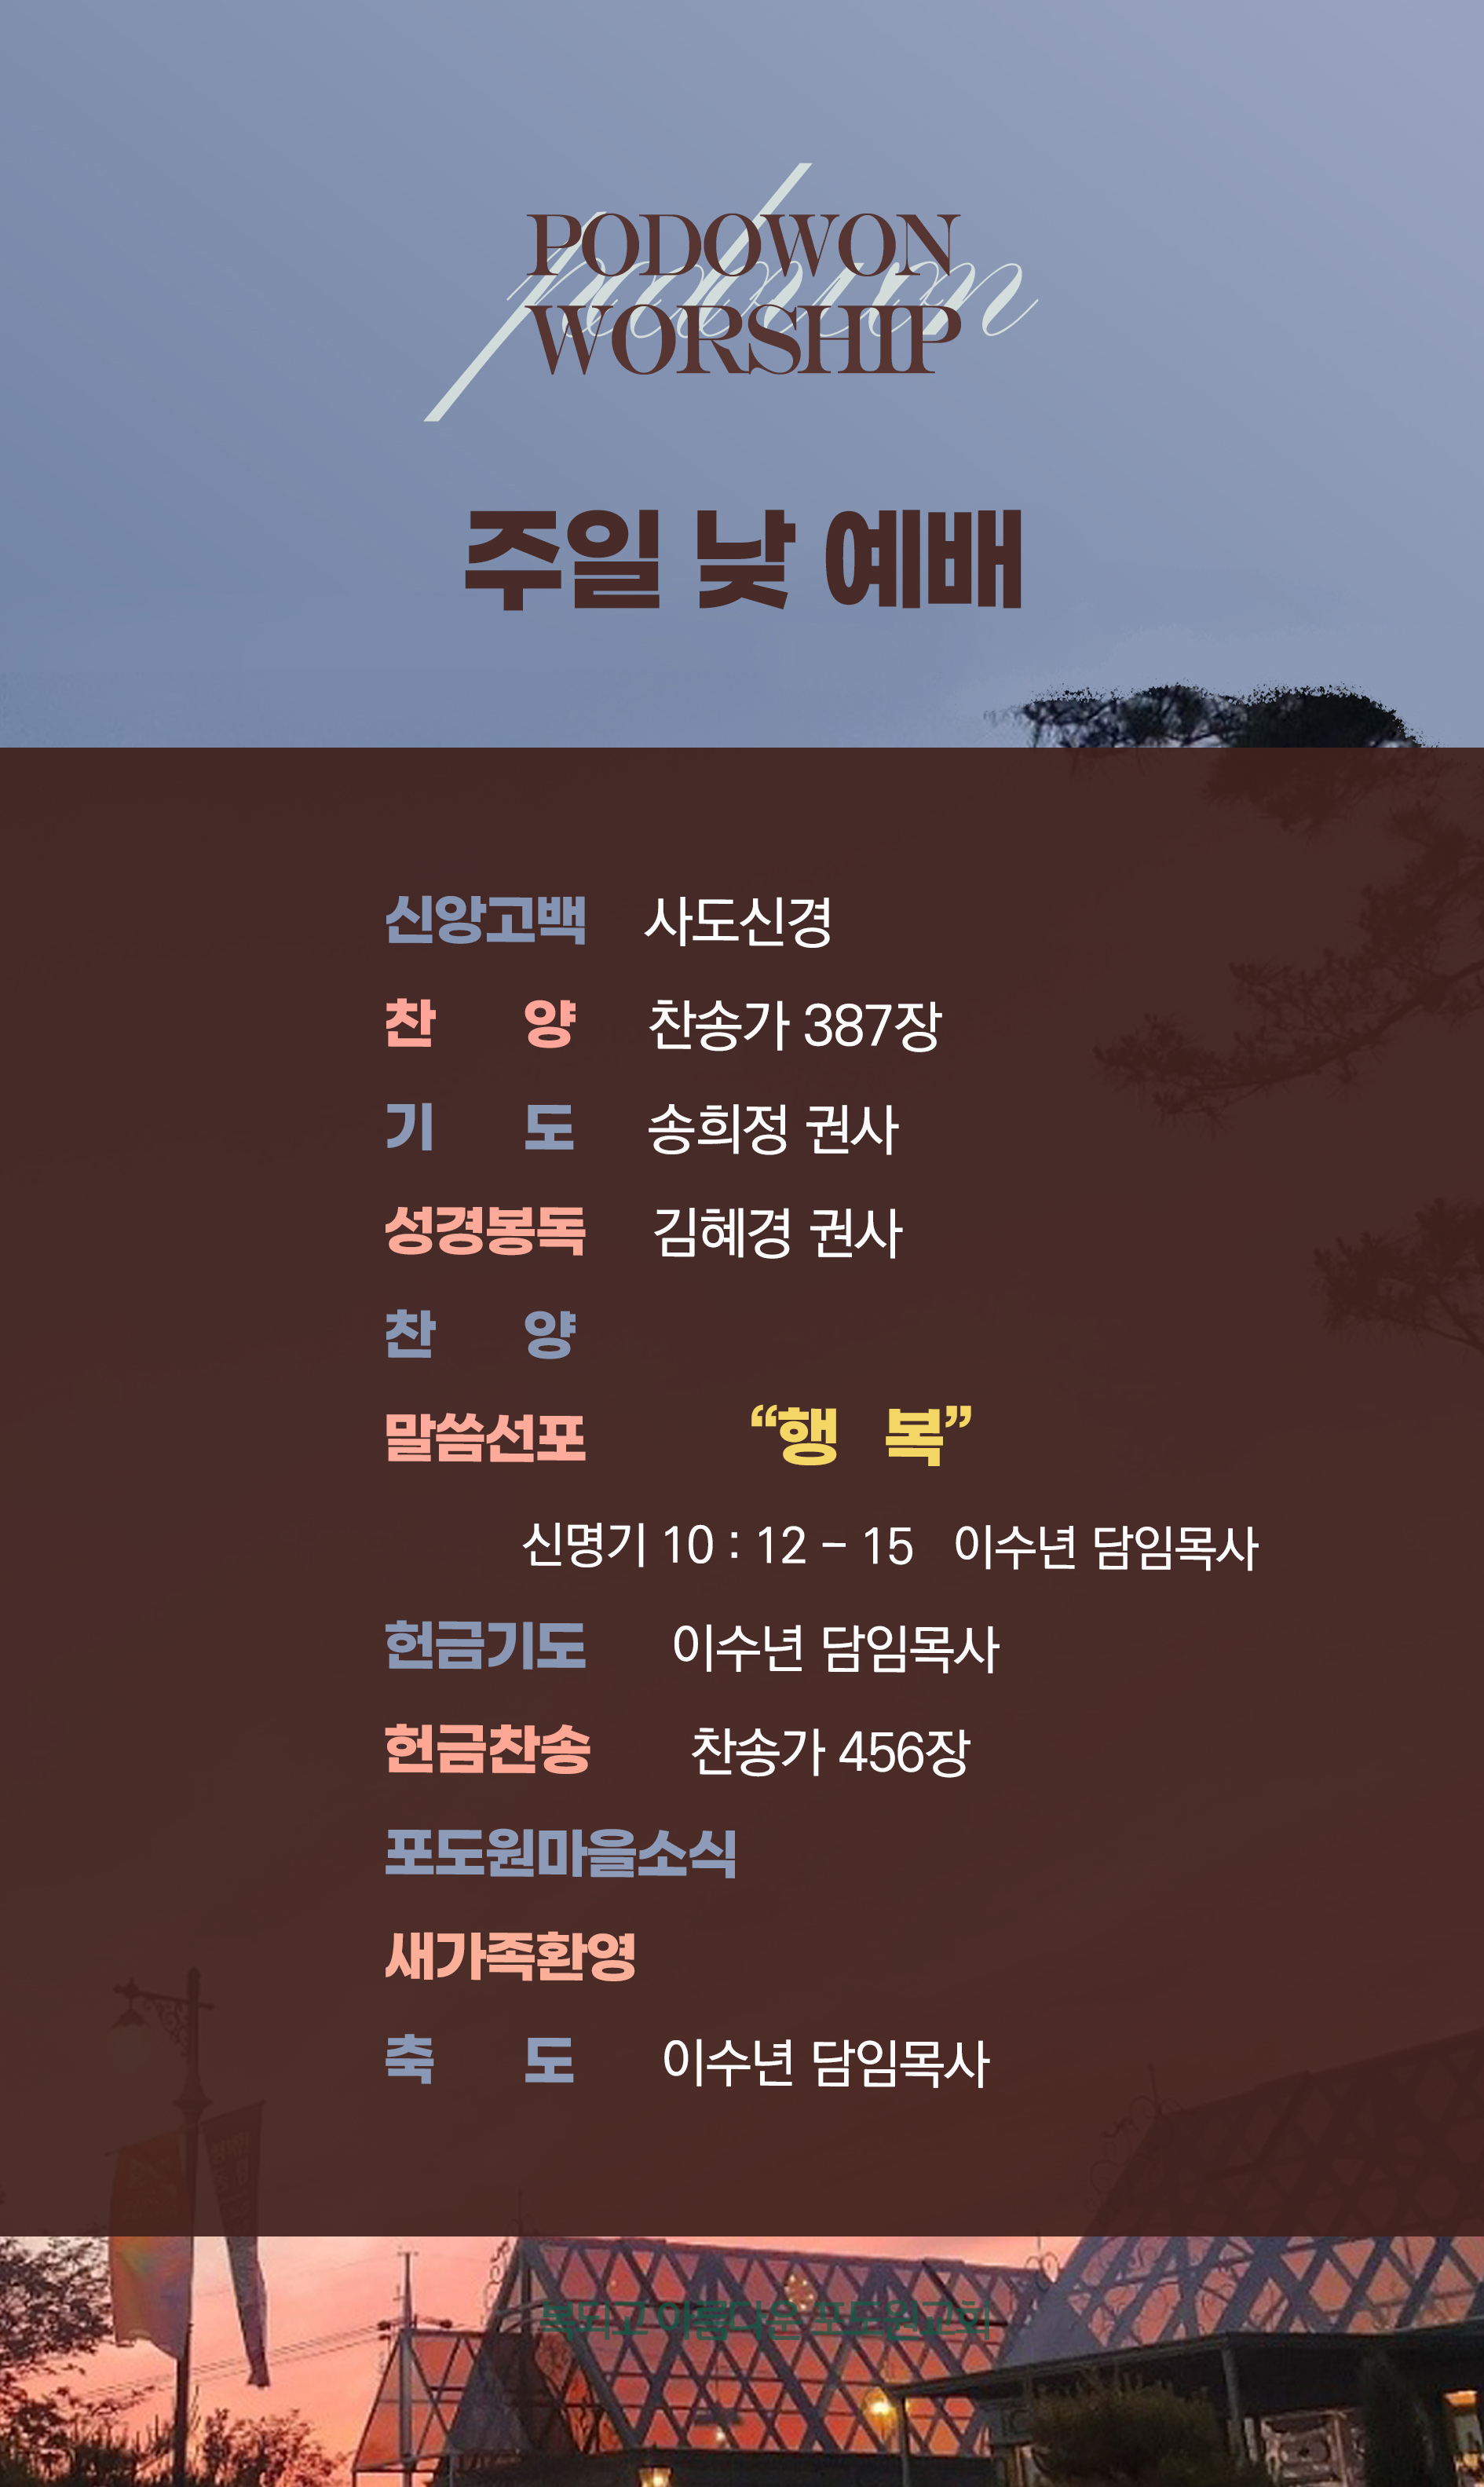 podowon
PODOWON
WORSHIP
주일 낮 예배
신앙고백 사도신경
찬 양 찬송가 387장
기 도 송희정 권사
성경봉독 김혜경 권사
찬 양
말씀선포 “행 복”
신명기 10 : 12 - 15 이수년 담임목사
헌금기도 이수년 담임목사
헌금찬송 찬송가 456장
포도원마을소식
새가족환영
축 도 이수년 담임목사
복되고 아름다운 포도원교회